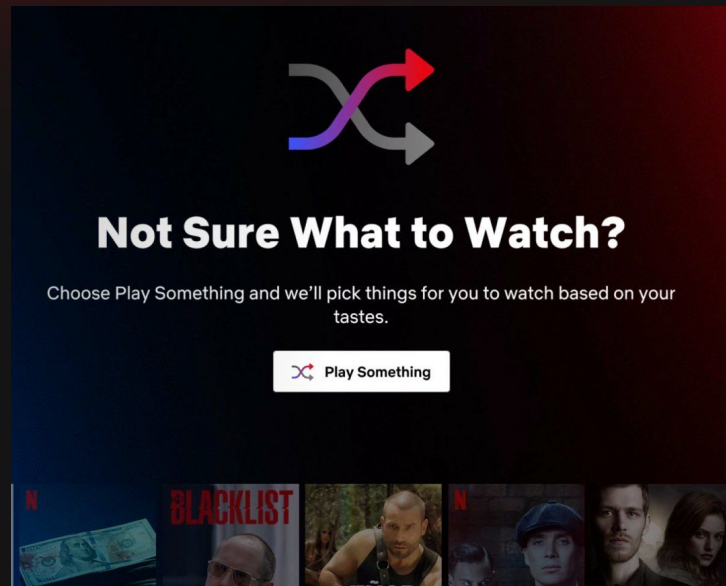 Not Sure What to Watch?
Choose Play Something and we'll pick things for you to watch based on your
tastes.
Play Something
N
BLACKLIST
N